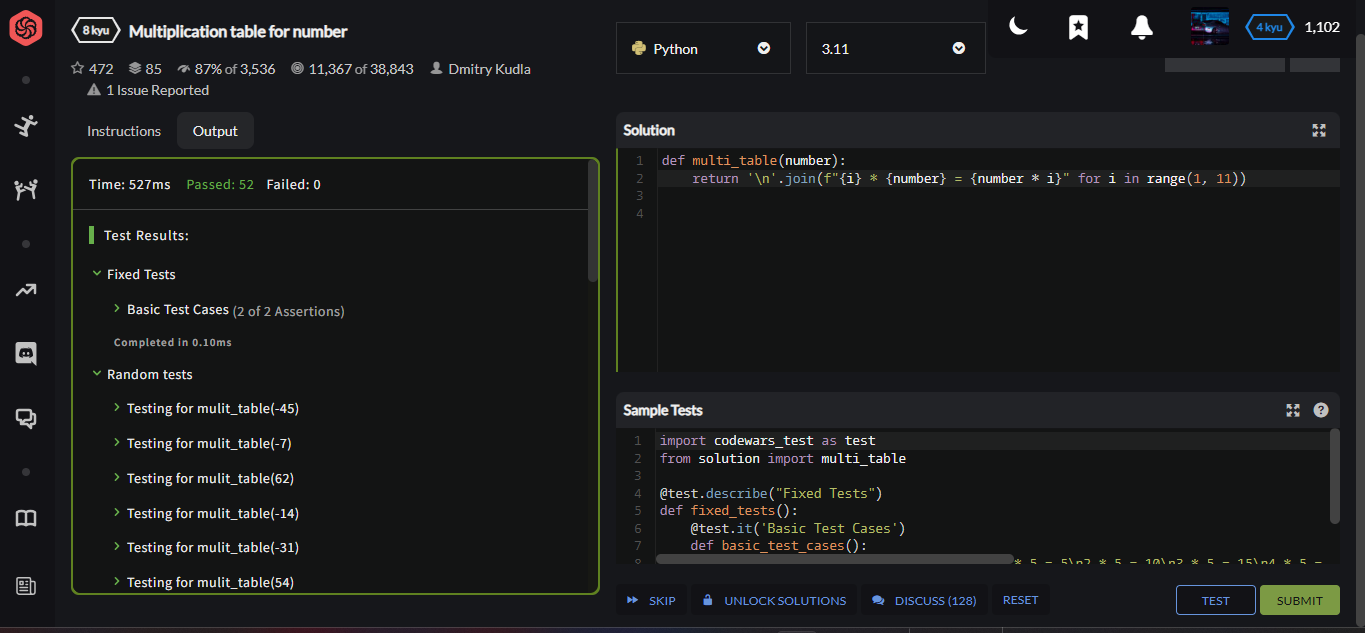 8 kyu Multiplication table for number
472 85 87% of 3,536 11,367 of 38,843 Dmitry Kudla
1 Issue Reported
Instructions Output
Time: 527ms Passed: 52 Failed: 0
Test Results:
Fixed Tests
Basic Test Cases (2 of 2 Assertions)
Completed in 0.10ms
Random tests
Testing for mulit_table(-45)
Testing for mulit_table(-7)
Testing for mulit_table(62)
Testing for mulit_table(-14)
Testing for mulit_table(-31)
Testing for mulit_table(54)
Python 3.11
4 kyu 1,102
Solution
1 def multi_table(number):
2 return '\n'.join(f"{i} * {number} = {number * i}" for i in range(1, 11))
3
4
Sample Tests
1 import codewars_test as test
2 from solution import multi_table
3
4 @test.describe("Fixed Tests")
5 def fixed_tests():
6 @test.it('Basic Test Cases')
7 def basic_test_cases():
8 * 5 = 5\n2 * 5 = 10\n3 * 5 = 15\n4 * 5 =
SKIP UNLOCK SOLUTIONS DISCUSS (128) RESET TEST SUBMIT